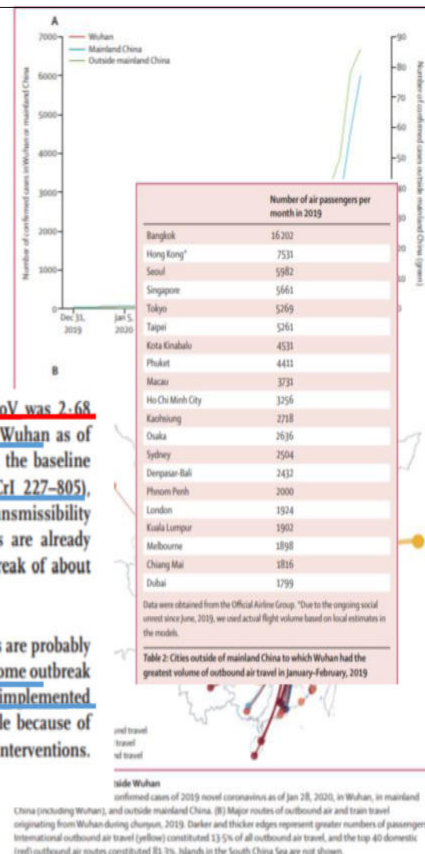 A
Wuhan
Mainland China
Outside mainland China
Number of confirmed cases in Wuhan or mainland China
7000
6000
5000
4000
3000
2000
1000
0
Dec 31,
2019
Jan 5,
2020
90
80
70
60
50
40
30
20
10
0
Number of confirmed cases outside mainland China (green)
Number of air passengers per
month in 2019
Bangkok 16 202
Hong Kong* 7531
Seoul 5982
Singapore 5661
Tokyo 5269
Taipei 5261
Kota Kinabalu 4531
Phuket 4411
Macau 3731
Ho Chi Minh City 3256
Kaohsiung 2718
Osaka 2636
Sydney 2504
Denpasar-Bali 2432
Phnom Penh 2000
London 1924
Kuala Lumpur 1902
Melbourne 1898
Chiang Mai 1816
Dubai 1799
Data were obtained from the Official Airline Group. *Due to the ongoing social
unrest since June, 2019, we used actual flight volume based on local estimates in
the models.
Table 2: Cities outside of mainland China to which Wuhan had the
greatest volume of outbound air travel in January-February, 2019
B
oV was 2·68
Wuhan as of
the baseline
CrI 227–805),
nsmissibility
s are already
reak of about
s are probably
ome outbreak
implemented
le because of
nterventions.
und travel
travel
nd travel
side Wuhan
onfirmed cases of 2019 novel coronavirus as of Jan 28, 2020, in Wuhan, in mainland
China (including Wuhan), and outside mainland China. (B) Major routes of outbound air and train travel
originating from Wuhan during chunyun, 2019. Darker and thicker edges represent greater numbers of passengers
International outbound air travel (yellow) constituted 13·5% of all outbound air travel, and the top 40 domestic
(red) outbound air routes constituted 81·3%. Islands in the South China Sea are not shown.